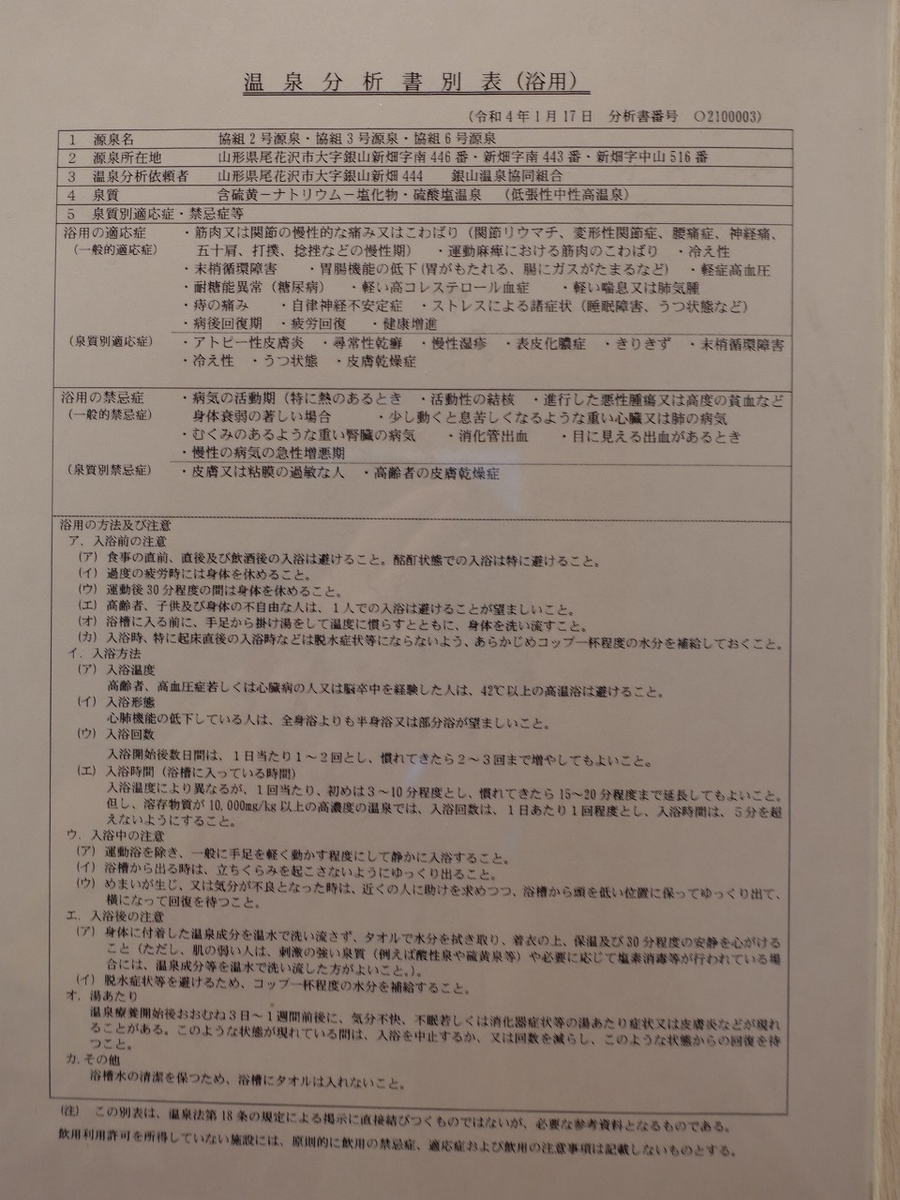 温泉分析書別表（浴用）
（令和4年1月17日　分析書番号　O2100003）
1　源泉名　協組2号源泉・協組3号源泉・協組6号源泉
2　源泉所在地　山形県尾花沢市大字銀山新畑字南446番・新畑字南443番・新畑字中山516番
3　温泉分析依頼者　山形県尾花沢市大字銀山新畑444　銀山温泉協同組合
4　泉質　含硫黄－ナトリウム－塩化物・硫酸塩温泉　（低張性中性高温泉）
5　泉質別適応症・禁忌症等
浴用の適応症　・筋肉又は関節の慢性的な痛み又はこわばり（関節リウマチ、変形性関節症、腰痛症、神経痛、
（一般的適応症）　五十肩、打撲、捻挫などの慢性期）　・運動麻痺における筋肉のこわばり　・冷え性
・末梢循環障害　・胃腸機能の低下(胃がもたれる、腸にガスがたまるなど)　・軽症高血圧
・耐糖能異常（糖尿病）　・軽い高コレステロール血症　・軽い喘息又は肺気腫
・痔の痛み　・自律神経不安定症　・ストレスによる諸症状（睡眠障害、うつ状態など）
・病後回復期　・疲労回復　・健康増進
（泉質別適応症）　・アトピー性皮膚炎　・尋常性乾癬　・慢性湿疹　・表皮化膿症　・きりきず　・末梢循環障害
・冷え性　・うつ状態　・皮膚乾燥症
浴用の禁忌症　・病気の活動期（特に熱のあるとき　・活動性の結核　・進行した悪性腫瘍又は高度の貧血など
（一般的禁忌症）　身体衰弱の著しい場合　・少し動くと息苦しくなるような重い心臓又は肺の病気
・むくみのあるような重い腎臓の病気　・消化管出血　・目に見える出血があるとき
・慢性の病気の急性増悪期
（泉質別禁忌症）　・皮膚又は粘膜の過敏な人　・高齢者の皮膚乾燥症
浴用の方法及び注意
ア．入浴前の注意
（ア）食事の直前、直後及び飲酒後の入浴は避けること。酩酊状態での入浴は特に避けること。
（イ）過度の疲労時には身体を休めること。
（ウ）運動後30分程度の間は身体を休めること。
（エ）高齢者、子供及び身体の不自由な人は、1人での入浴は避けることが望ましいこと。
（オ）浴槽に入る前に、手足から掛け湯をして温度に慣らすとともに、身体を洗い流すこと。
（カ）入浴時、特に起床直後の入浴時などは脱水症状等にならないよう、あらかじめコップ一杯程度の水分を補給しておくこと。
イ．入浴方法
（ア）入浴温度
高齢者、高血圧症若しくは心臓病の人又は脳卒中を経験した人は、42℃以上の高温浴は避けること。
（イ）入浴形態
心肺機能の低下している人は、全身浴よりも半身浴又は部分浴が望ましいこと。
（ウ）入浴回数
入浴開始後数日間は、1日当たり1～2回とし、慣れてきたら2～3回まで増やしてもよいこと。
（エ）入浴時間（浴槽に入っている時間）
入浴温度により異なるが、1回当たり、初めは3～10分程度とし、慣れてきたら15～20分程度まで延長してもよいこと。
但し、溶存物質が10,000mg/kg以上の高濃度の温泉では、入浴回数は、1日あたり1回程度とし、入浴時間は、5分を超
えないようにすること。
ウ．入浴中の注意
（ア）運動浴を除き、一般に手足を軽く動かす程度にして静かに入浴すること。
（イ）浴槽から出る時は、立ちくらみを起こさないようにゆっくり出ること。
（ウ）めまいが生じ、又は気分が不良となった時は、近くの人に助けを求めつつ、浴槽から頭を低い位置に保ってゆっくり出て、
横になって回復を待つこと。
エ．入浴後の注意
（ア）身体に付着した温泉成分を温水で洗い流さず、タオルで水分を拭き取り、着衣の上、保温及び30分程度の安静を心がける
こと（ただし、肌の弱い人は、刺激の強い泉質（例えば酸性泉や硫黄泉等）や必要に応じて塩素消毒等が行われている場
合には、温泉成分等を温水で洗い流した方がよいこと。）。
（イ）脱水症状等を避けるため、コップ一杯程度の水分を補給すること。
オ．湯あたり
温泉療養開始後おおむね3日～1週間前後に、気分不快、不眠若しくは消化器症状等の湯あたり症状又は皮膚炎などが現れ
ることがある。このような状態が現れている間は、入浴を中止するか、又は回数を減らし、このような状態からの回復を待
つこと。
カ.その他
浴槽水の清潔を保つため、浴槽にタオルは入れないこと。
（注）　この別表は、温泉法第18条の規定による掲示に直接結びつくものではないが、必要な参考資料となるものである。
飲用利用許可を所得していない施設には、原則的に飲用の禁忌症、適応症および飲用の注意事項は記載しないものとする。